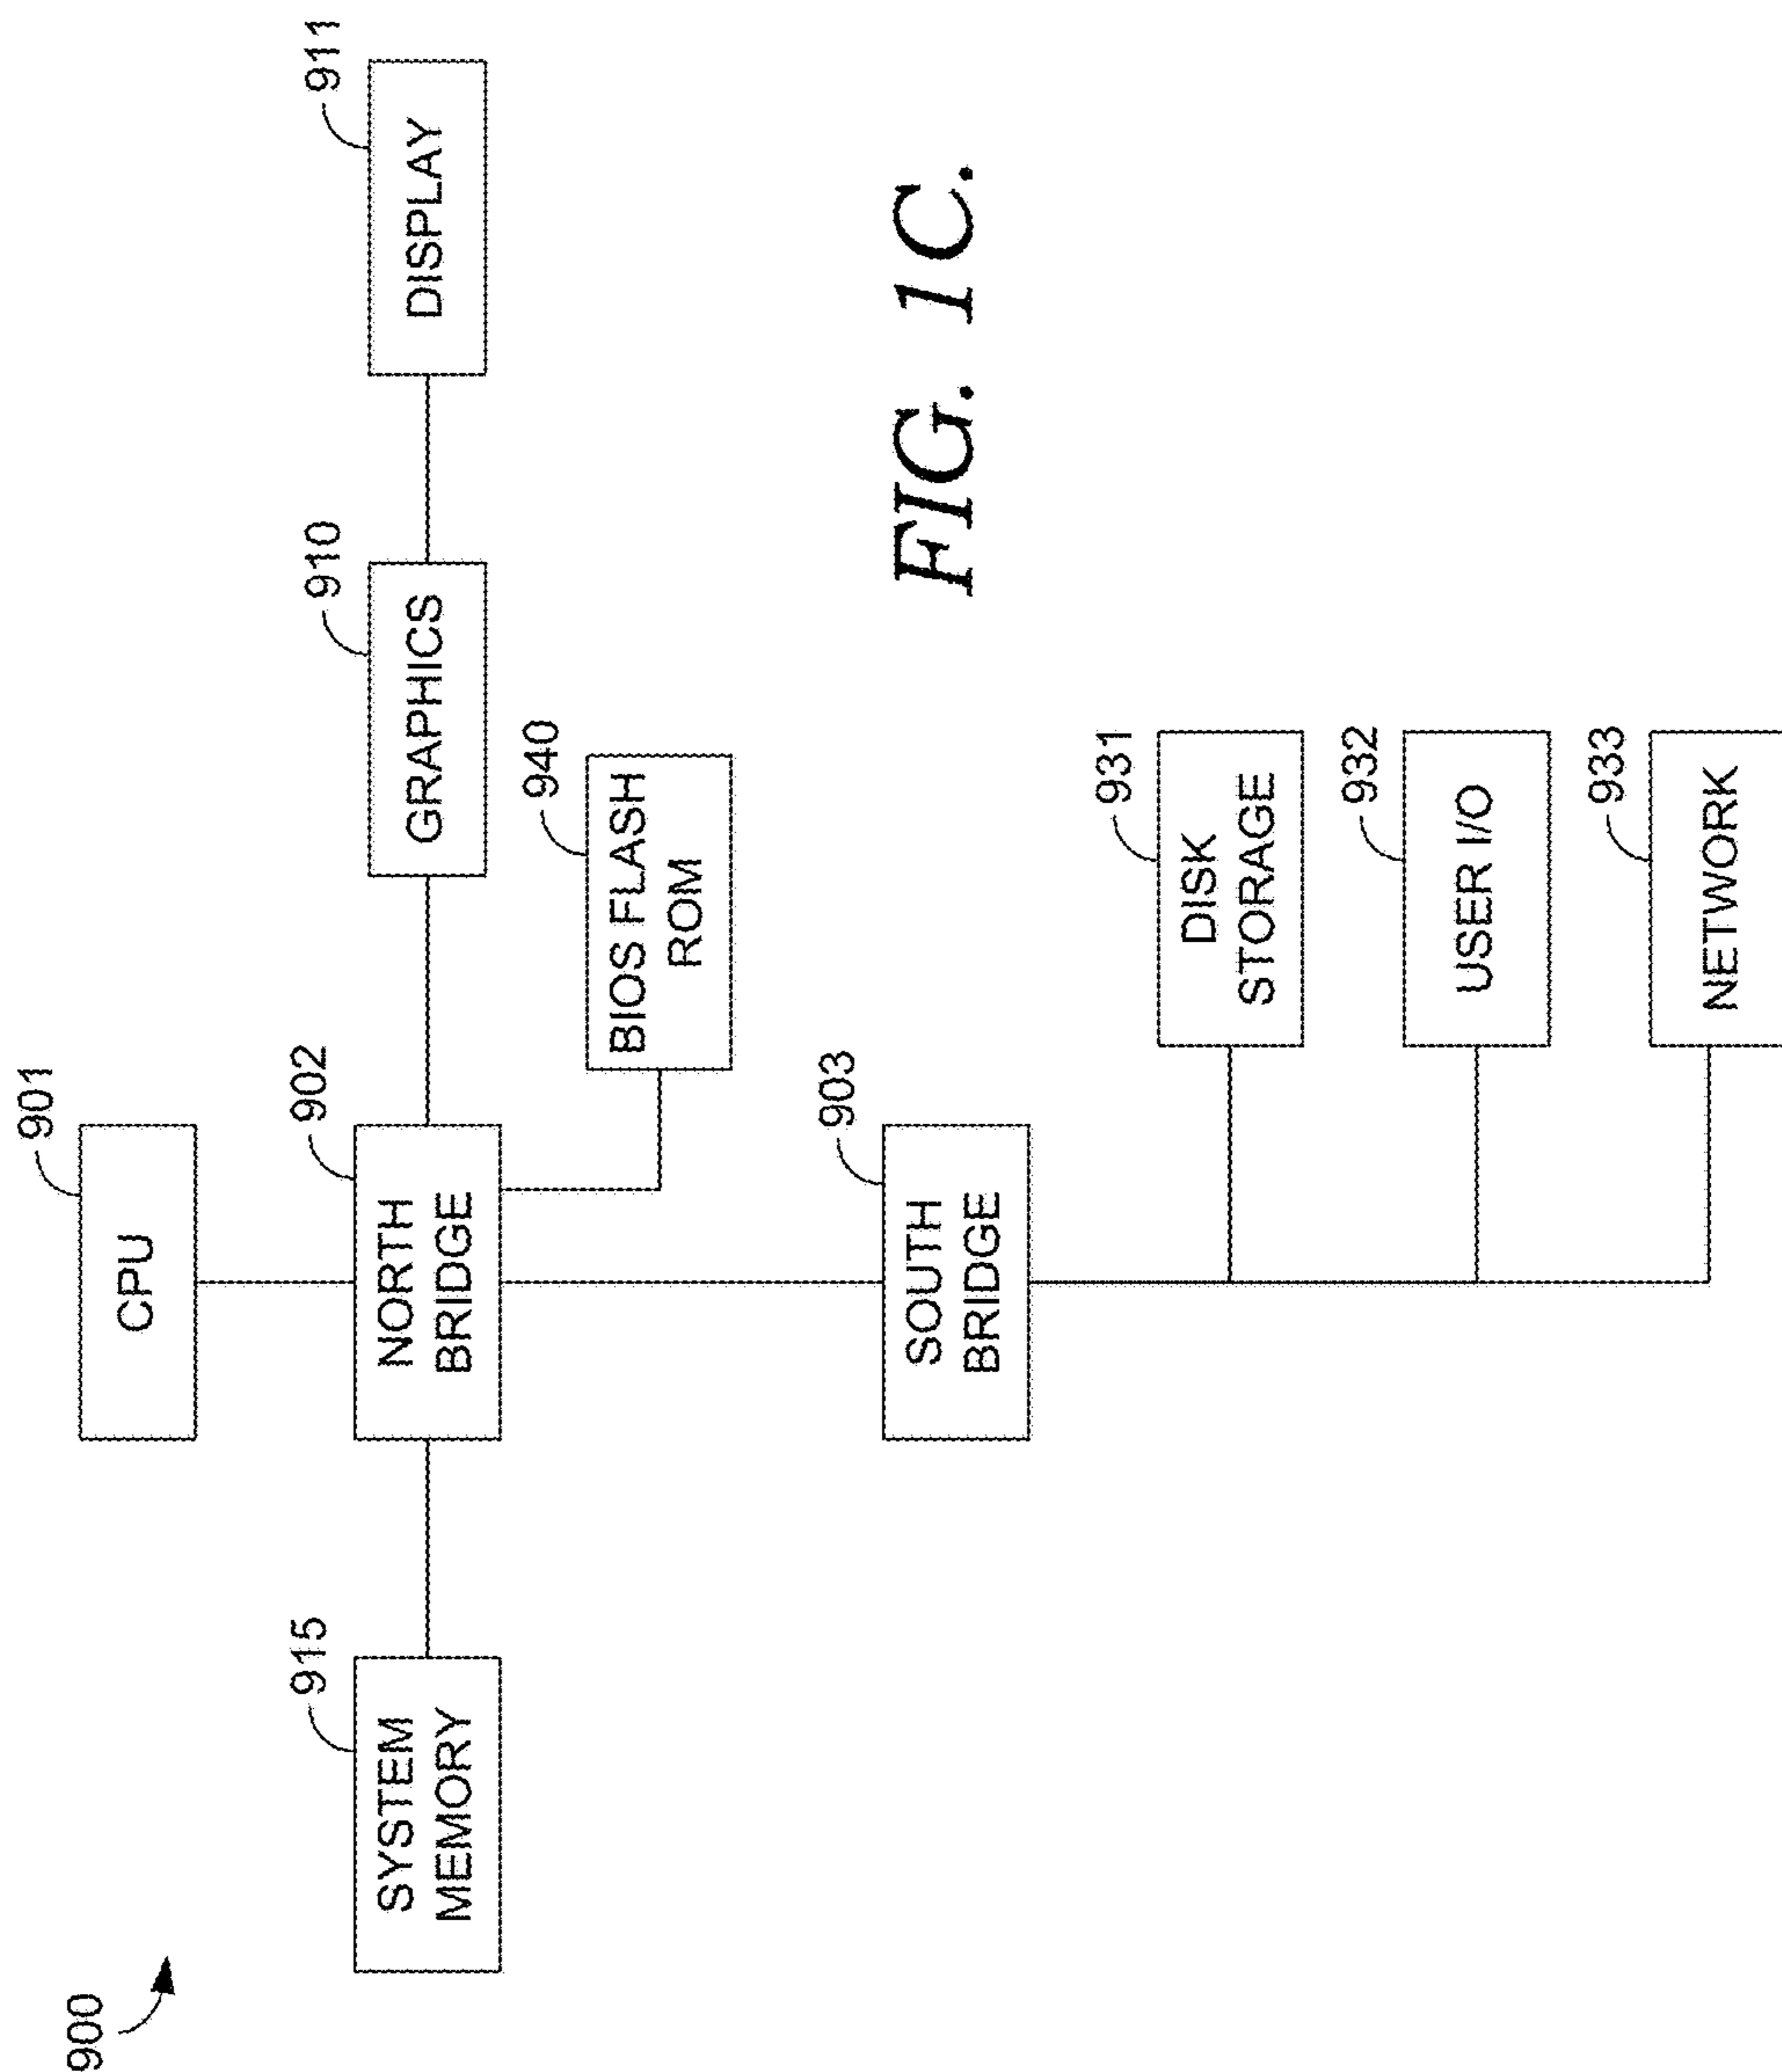 900
901
CPU
915
SYSTEM
MEMORY
902
NORTH
BRIDGE
910
GRAPHICS
911
DISPLAY
940
BIOS FLASH
ROM
903
SOUTH
BRIDGE
931
DISK
STORAGE
932
USER I/O
933
NETWORK
FIG. 1C.